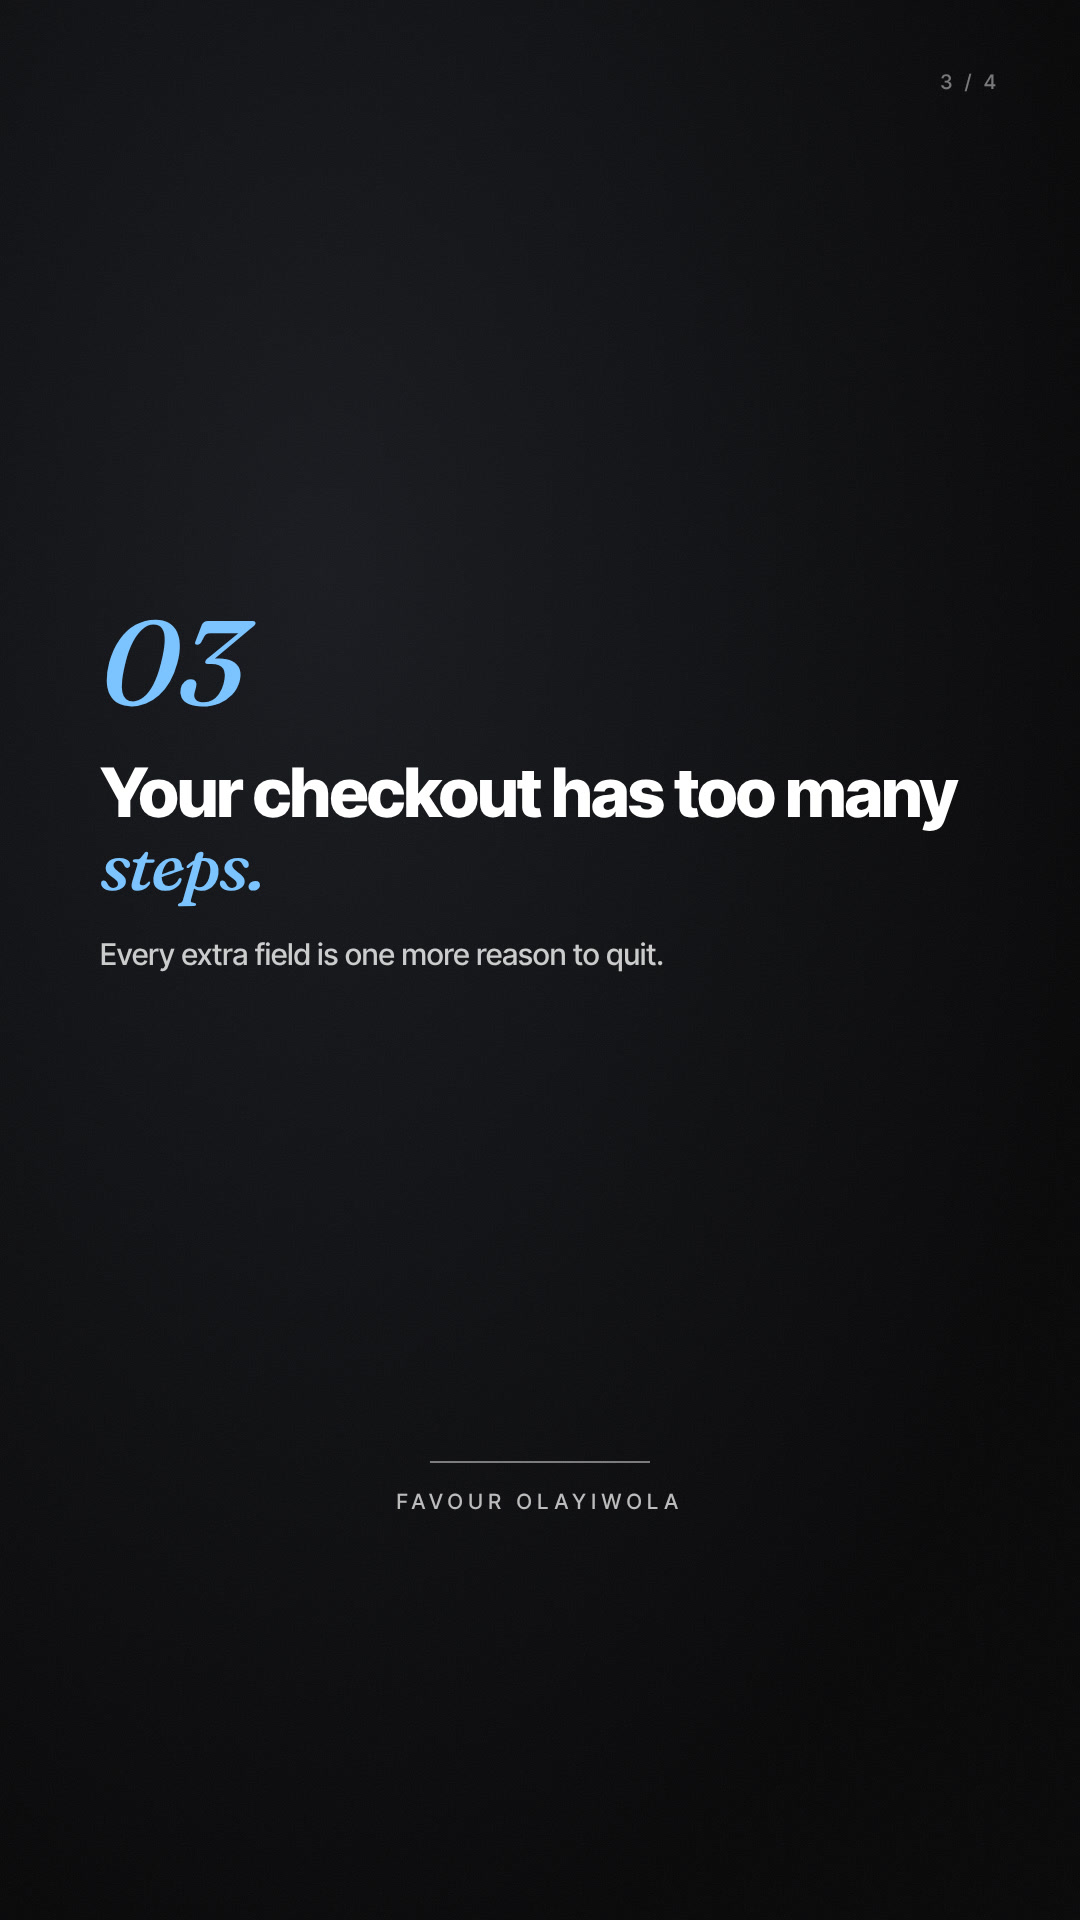 3 / 4
03
Your checkout has too many
steps.
Every extra field is one more reason to quit.
FAVOUR OLAYIWOLA